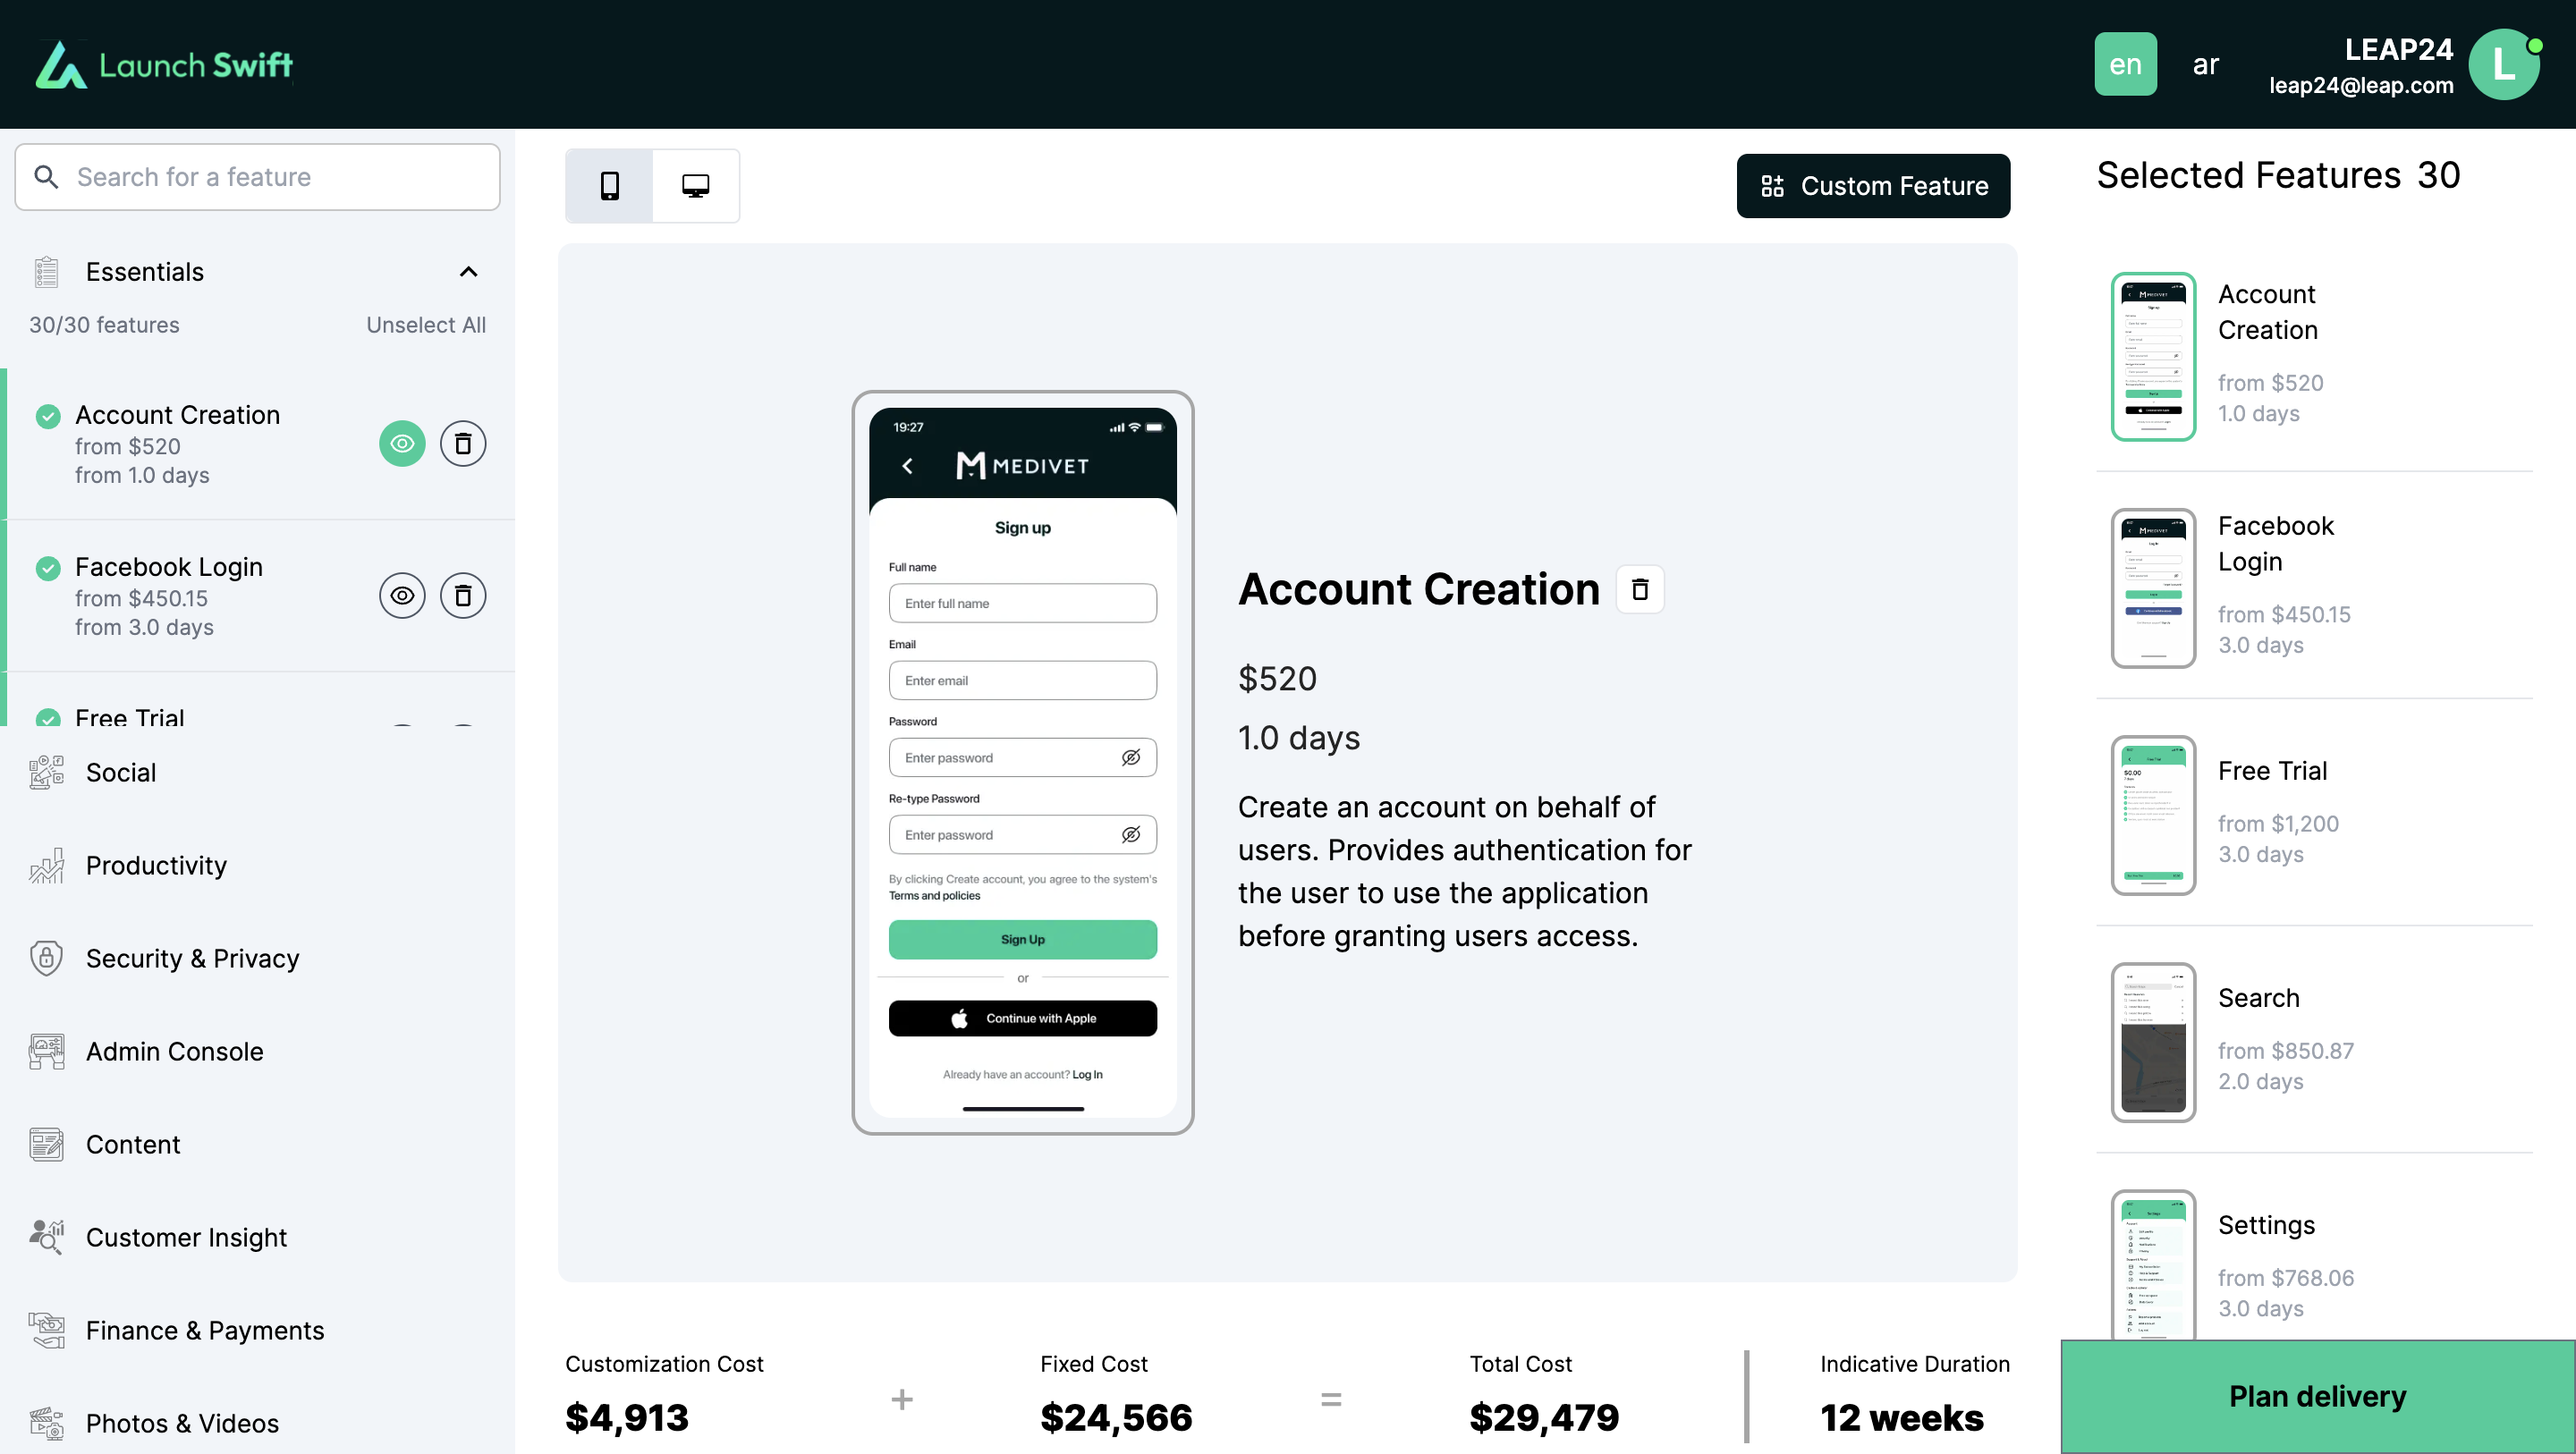 Launch Swift
en
ar
LEAP24
leap24@leap.com
L
Search for a feature
Essentials
30/30 features
Unselect All
Account Creation
from $520
from 1.0 days
Facebook Login
from $450.15
from 3.0 days
Free Trial
Social
Productivity
Security & Privacy
Admin Console
Content
Customer Insight
Finance & Payments
Photos & Videos
Custom Feature
19:27
MEDIVET
Sign up
Full name
Enter full name
Email
Enter email
Password
Enter password
Re-type Password
Enter password
By clicking Create account, you agree to the system's
Terms and policies
Sign Up
or
Continue with Apple
Already have an account? Log In
Account Creation
$520
1.0 days
Create an account on behalf of
users. Provides authentication for
the user to use the application
before granting users access.
Customization Cost
$4,913
+
Fixed Cost
$24,566
=
Total Cost
$29,479
Indicative Duration
12 weeks
Selected Features 30
Account
Creation
from $520
1.0 days
Facebook
Login
from $450.15
3.0 days
Free Trial
from $1,200
3.0 days
Search
from $850.87
2.0 days
Settings
from $768.06
3.0 days
Plan delivery